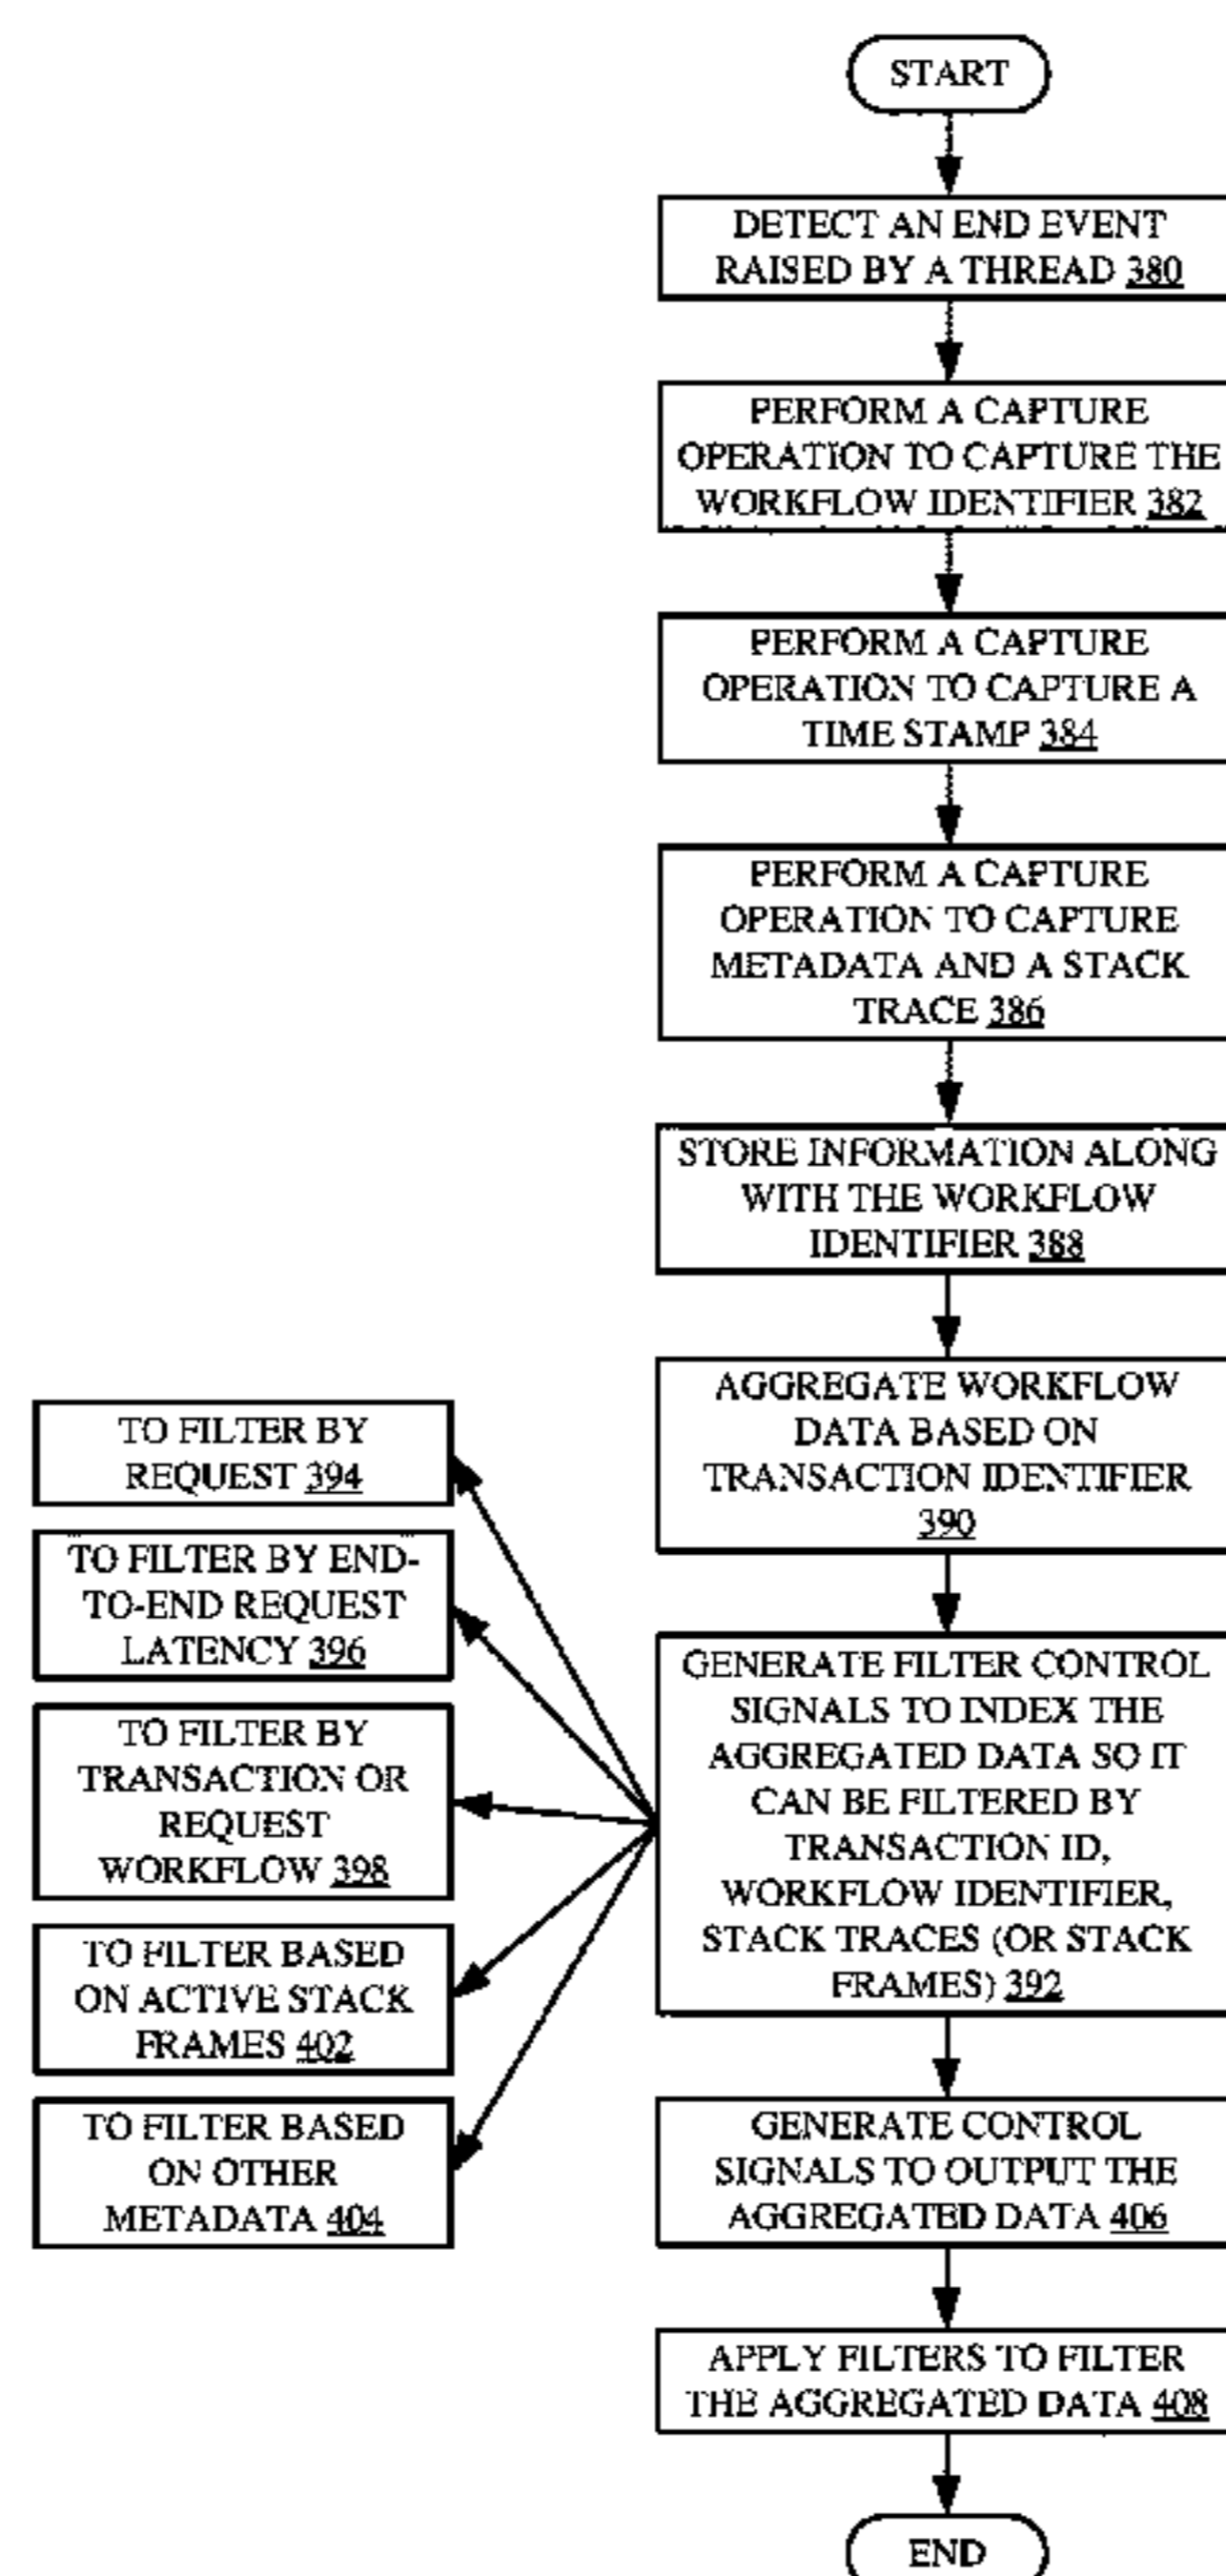 START
DETECT AN END EVENT
RAISED BY A THREAD 380
PERFORM A CAPTURE
OPERATION TO CAPTURE THE
WORKFLOW IDENTIFIER 382
PERFORM A CAPTURE
OPERATION TO CAPTURE A
TIME STAMP 384
PERFORM A CAPTURE
OPERATION TO CAPTURE
METADATA AND A STACK
TRACE 386
STORE INFORMATION ALONG
WITH THE WORKFLOW
IDENTIFIER 388
AGGREGATE WORKFLOW
DATA BASED ON
TRANSACTION IDENTIFIER
390
GENERATE FILTER CONTROL
SIGNALS TO INDEX THE
AGGREGATED DATA SO IT
CAN BE FILTERED BY
TRANSACTION ID,
WORKFLOW IDENTIFIER,
STACK TRACES (OR STACK
FRAMES) 392
TO FILTER BY
REQUEST 394
TO FILTER BY END-
TO-END REQUEST
LATENCY 396
TO FILTER BY
TRANSACTION OR
REQUEST
WORKFLOW 398
TO FILTER BASED
ON ACTIVE STACK
FRAMES 402
TO FILTER BASED
ON OTHER
METADATA 404
GENERATE CONTROL
SIGNALS TO OUTPUT THE
AGGREGATED DATA 406
APPLY FILTERS TO FILTER
THE AGGREGATED DATA 408
END